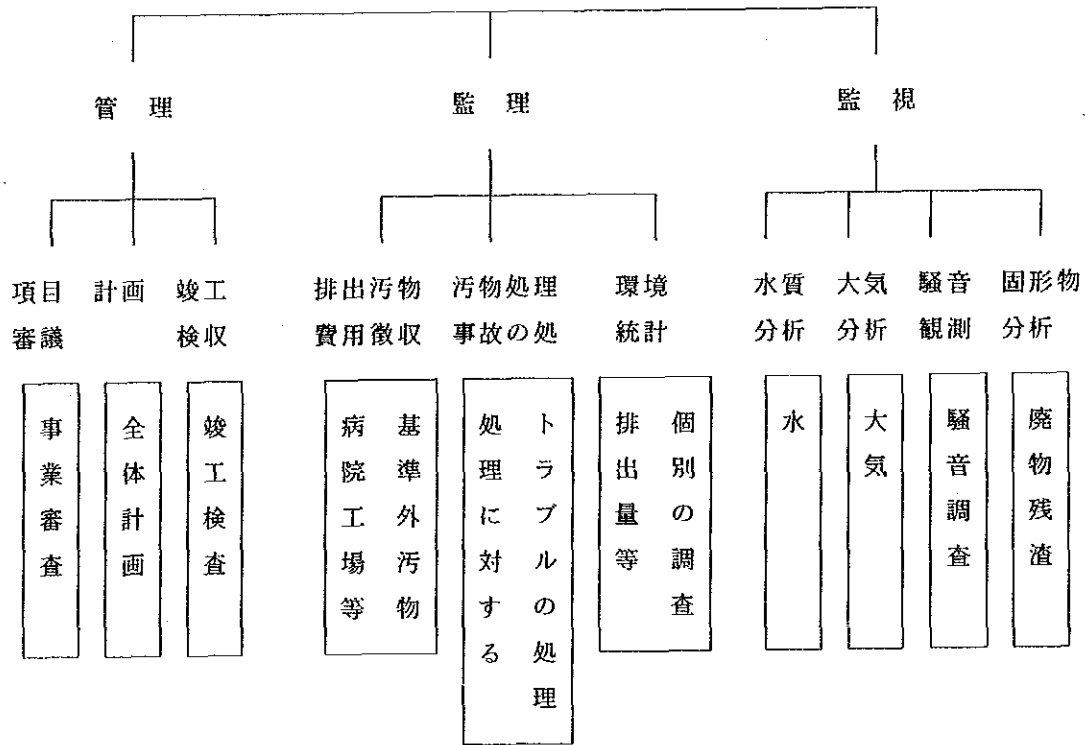 管理
監理
監視
項目
審議
計画
竣工
検収
排出汚物
費用徴収
汚物処理
事故の処
環境
統計
水質
分析
大気
分析
騒音
観測
固形物
分析
事業審査
全体計画
竣工検査
基準外汚物
病院工場等
トラブルの処理
処理に対する
個別の調査
排出量等
水
大気
騒音調査
廃物残渣